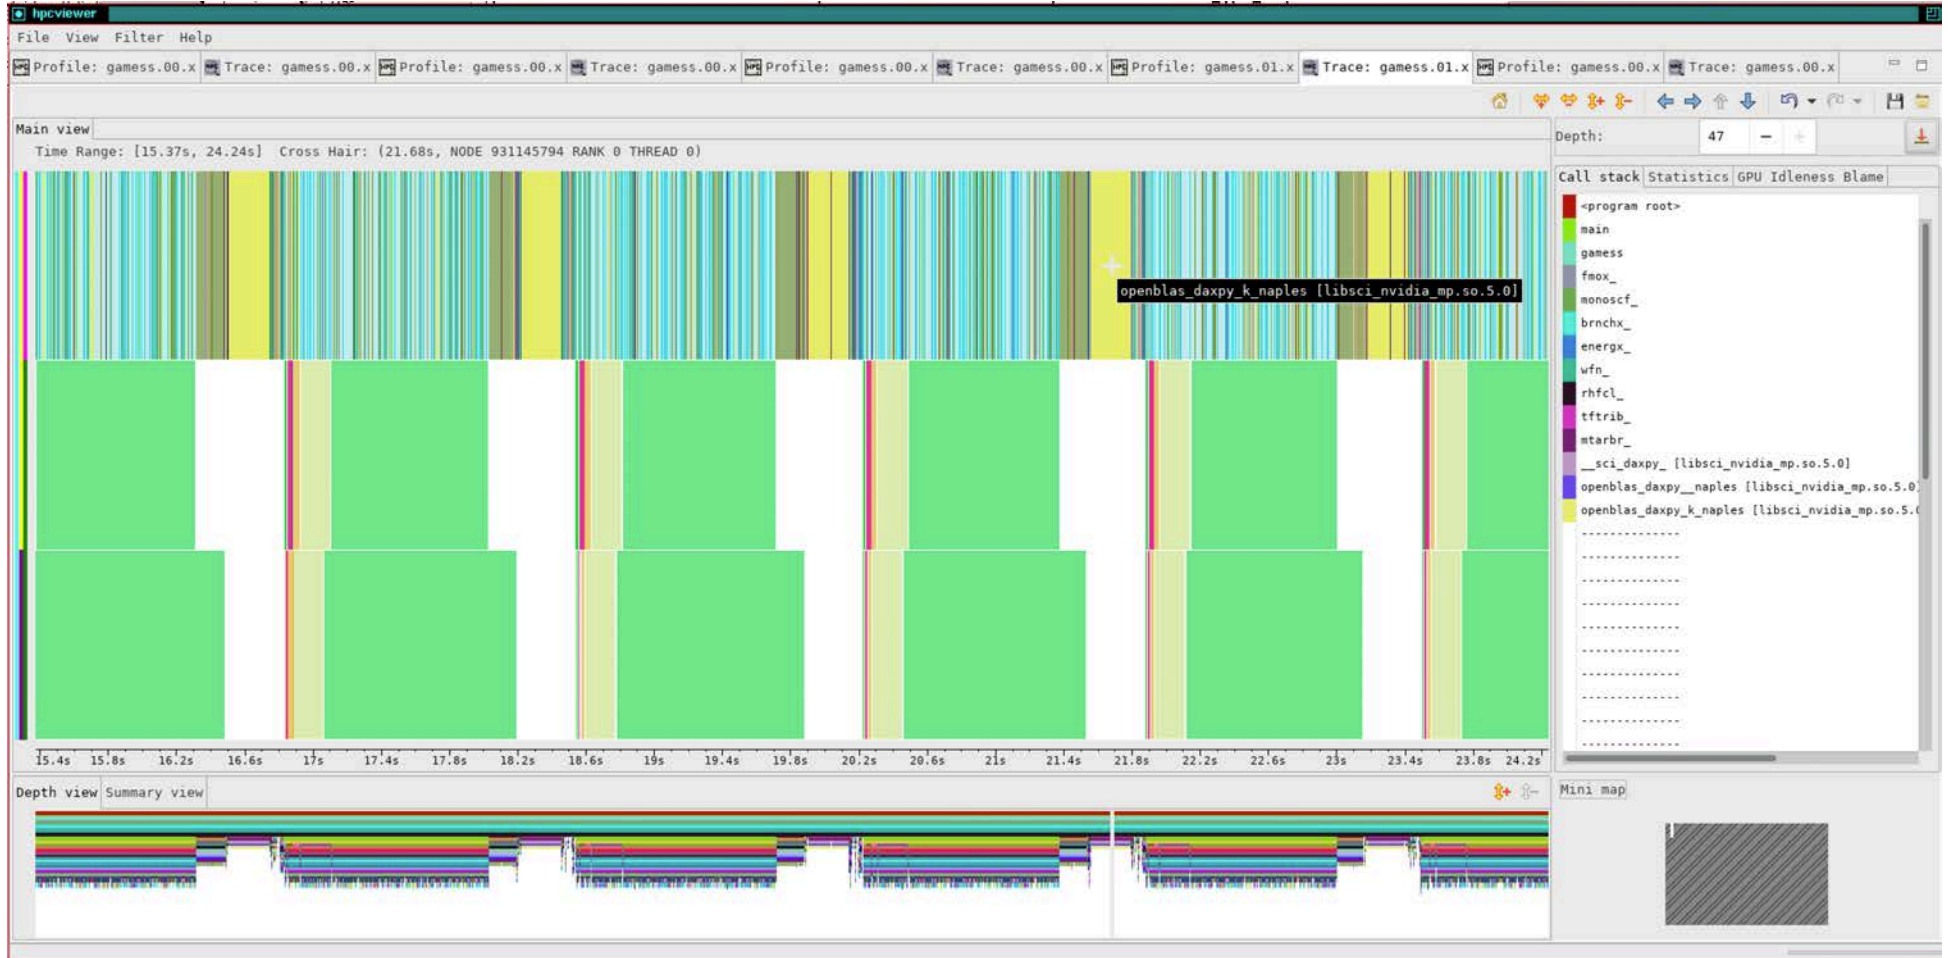 hpcviewer
File View Filter Help
Profile: gamess.00.x Trace: gamess.00.x Profile: gamess.00.x Trace: gamess.00.x Profile: gamess.00.x Trace: gamess.00.x Profile: gamess.01.x Trace: gamess.01.x Profile: gamess.00.x Trace: gamess.00.x
Main view
Time Range: [15.37s, 24.24s] Cross Hair: (21.68s, NODE 931145794 RANK 0 THREAD 0)
openblas_daxpy_k_naples [libsci_nvidia_mp.so.5.0]
15.4s 15.8s 16.2s 16.6s 17s 17.4s 17.8s 18.2s 18.6s 19s 19.4s 19.8s 20.2s 20.6s 21s 21.4s 21.8s 22.2s 22.6s 23s 23.4s 23.8s 24.2s
Depth: 47
Call stack Statistics GPU Idleness Blame
<program root>
main
gamess
fmox_
monoscf_
brnchx_
energx_
wfn_
rhfcl_
tftrib_
mtarbr_
__sci_daxpy_ [libsci_nvidia_mp.so.5.0]
openblas_daxpy__naples [libsci_nvidia_mp.so.5.0]
openblas_daxpy_k_naples [libsci_nvidia_mp.so.5.0
Depth view Summary view
Mini map